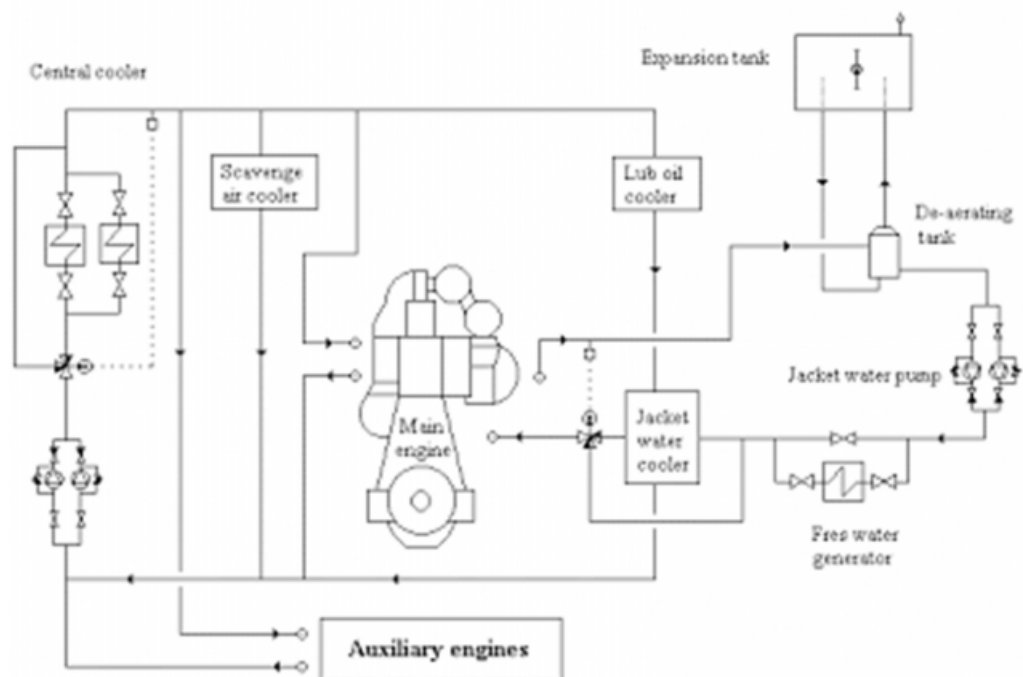 Central cooler
Expansion tank
Scavenge
air cooler
Lub oil
cooler
De-aerating
tank
Jacket water pump
Main
engine
Jacket
water
cooler
Fres water
generator
Auxiliary engines